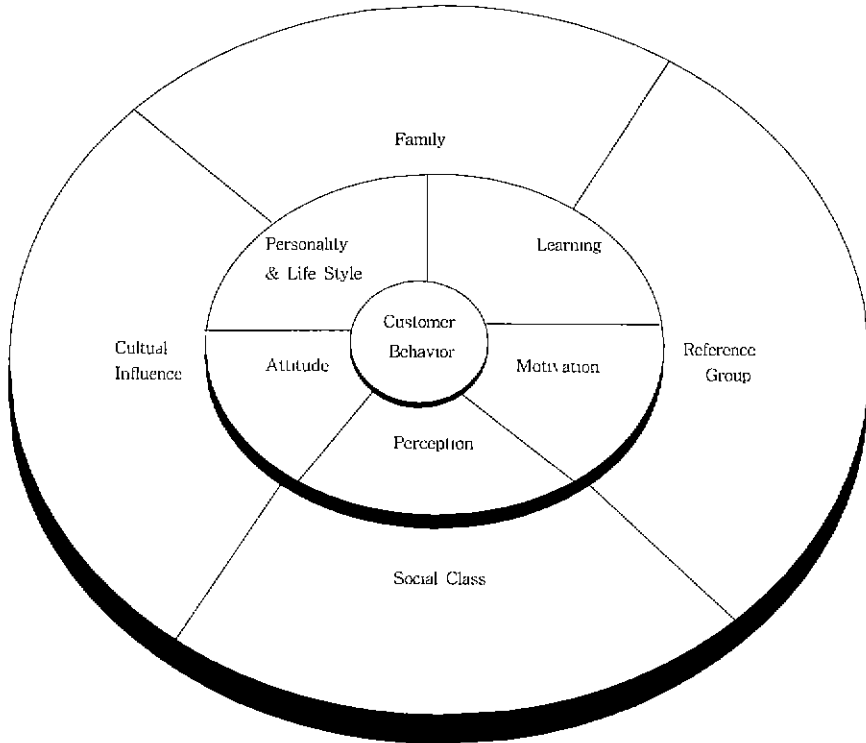 Family
Personality
& Life Style
Learning
Customer
Behavior
Cultual
Influence
Attitude
Motivation
Reference
Group
Perception
Social Class